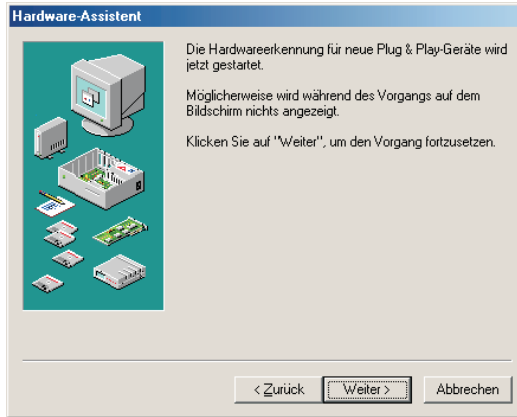 Hardware-Assistent
Die Hardwareerkennung für neue Plug & Play-Geräte wird
jetzt gestartet.
Möglicherweise wird während des Vorgangs auf dem
Bildschirm nichts angezeigt.
Klicken Sie auf "Weiter", um den Vorgang fortzusetzen.
< Zurück Weiter > Abbrechen